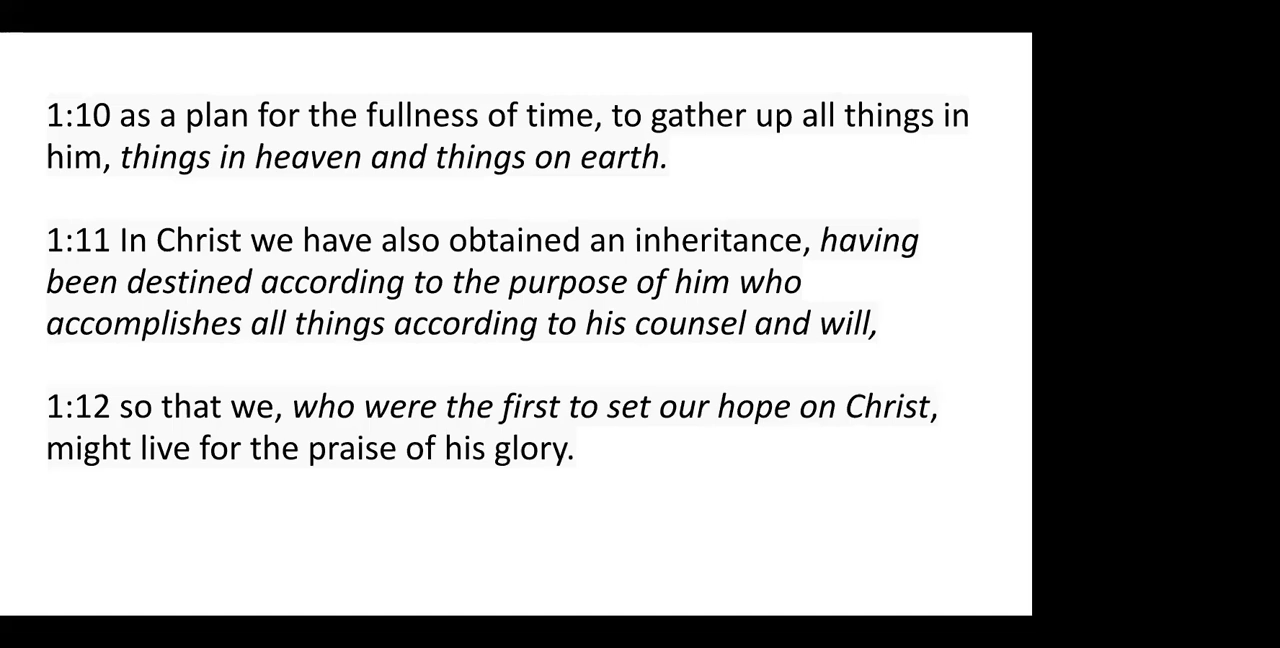 1:10 as a plan for the fullness of time, to gather up all things in
him, things in heaven and things on earth.
1:11 In Christ we have also obtained an inheritance, having
been destined according to the purpose of him who
accomplishes all things according to his counsel and will,
1:12 so that we, who were the first to set our hope on Christ,
might live for the praise of his glory.